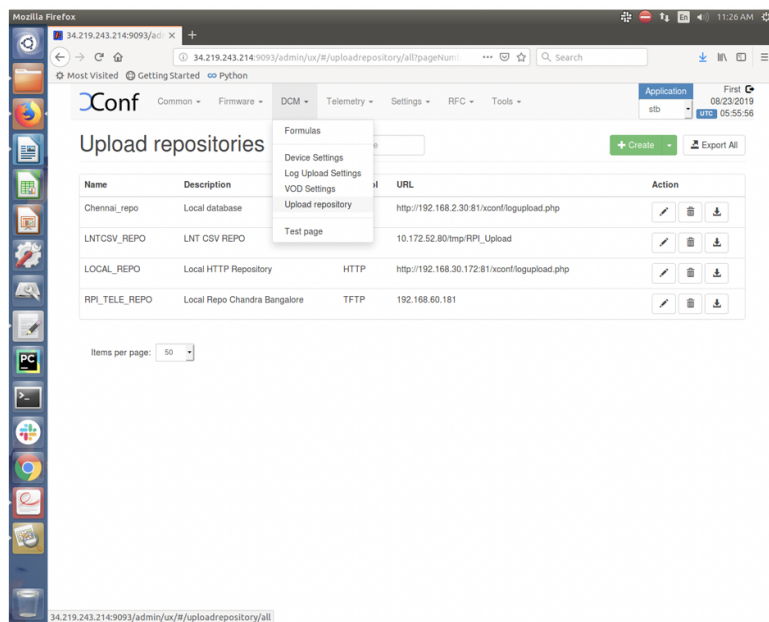 Mozilla Firefox
En 11:26 AM
34.219.243.214:9093/adm
34.219.243.214:9093/admin/ux/#/uploadrepository/all?pageNum
Search
Most Visited Getting Started Python
XConf Common Firmware DCM Telemetry Settings RFC Tools
Application
stb
First
08/23/2019
UTC 05:55:56
Upload repositories
Create Export All
Formulas
Device Settings
Log Upload Settings
VOD Settings
Upload repository
Test page
Name Description URL Action
Chennai_repo Local database http://192.168.2.30:81/xconf/logupload.php
LNTCSV_REPO LNT CSV REPO 10.172.52.80/tmp/RPI_Upload
LOCAL_REPO Local HTTP Repository HTTP http://192.168.30.172:81/xconf/logupload.php
RPI_TELE_REPO Local Repo Chandra Bangalore TFTP 192.168.60.181
Items per page: 50
PC
34.219.243.214:9093/admin/ux/#/uploadrepository/all